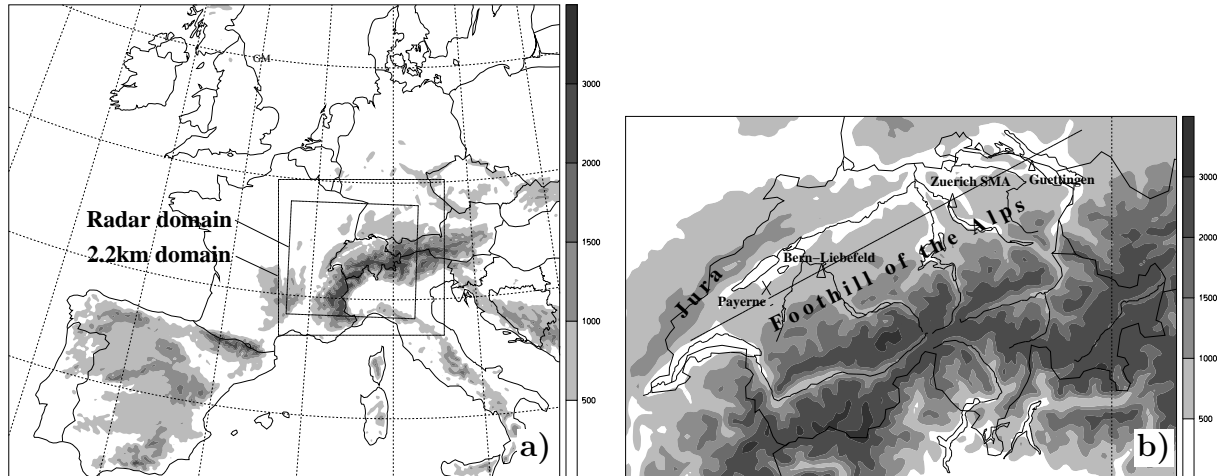 GM
Radar domain
2.2km domain
3000
2000
1500
1000
500
a)
Zuerich SMA
Guettingen
Bern-Liebefeld
Payerne
Jura
Foothill of the Alps
3000
2000
1500
1000
500
b)